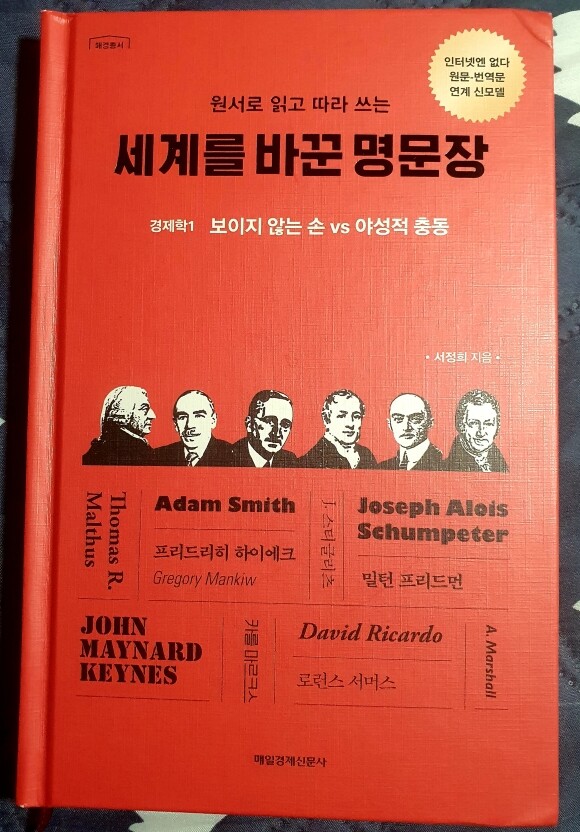 매경출서
인터넷엔 없다
원문-번역문
연계 신모델
원서로 읽고 따라 쓰는
세계를 바꾼 명문장
경제학1 보이지 않는 손 vs 야성적 충동
• 서정희 지음 •
Thomas R.
Malthus
Adam Smith
프리드리히 하이에크
Gregory Mankiw
J. 스티글리츠
Joseph Alois
Schumpeter
밀턴 프리드먼
JOHN
MAYNARD
KEYNES
카를 마르크스
David Ricardo
로런스 서머스
A. Marshall
매일경제신문사